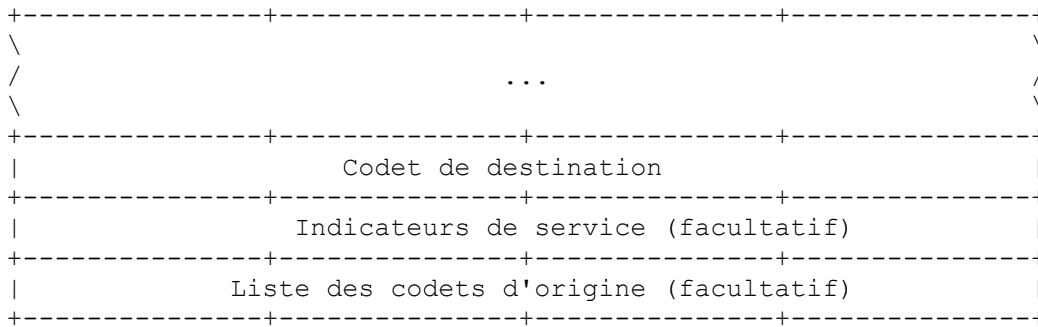 +---------------+---------------+---------------+---------------+
\ \
/ ... /
\ \
+---------------+---------------+---------------+---------------+
| Codet de destination |
+---------------+---------------+---------------+---------------+
| Indicateurs de service (facultatif) |
+---------------+---------------+---------------+---------------+
| Liste des codets d'origine (facultatif) |
+---------------+---------------+---------------+---------------+